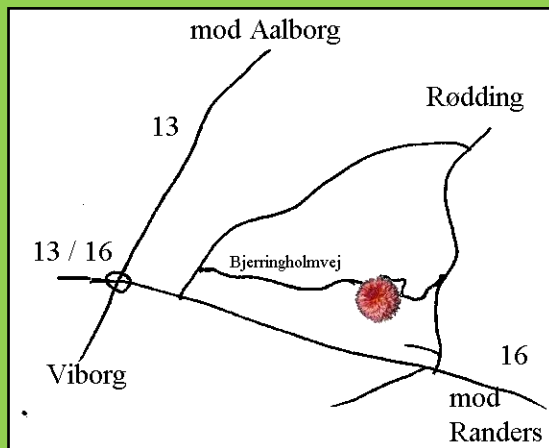 mod Aalborg
Rødding
13
13 / 16
Bjerringholmvej
Viborg
16
mod
Randers